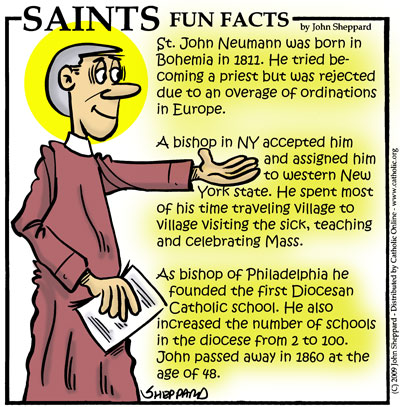 SAINTS FUN FACTS
by John Sheppard
St. John Neumann was born in
Bohemia in 1811. He tried be-
coming a priest but was rejected
due to an overage of ordinations
in Europe.
A bishop in NY accepted him
and assigned him
to western New
York state. He spent most
of his time traveling village to
village visiting the sick, teaching
and celebrating Mass.
As bishop of Philadelphia he
founded the first Diocesan
Catholic school. He also
increased the number of schools
in the diocese from 2 to 100.
John passed away in 1860 at the
age of 48.
SHEPPARD
(C) 2009 John Sheppard - Distributed by Catholic Online - www.catholic.org